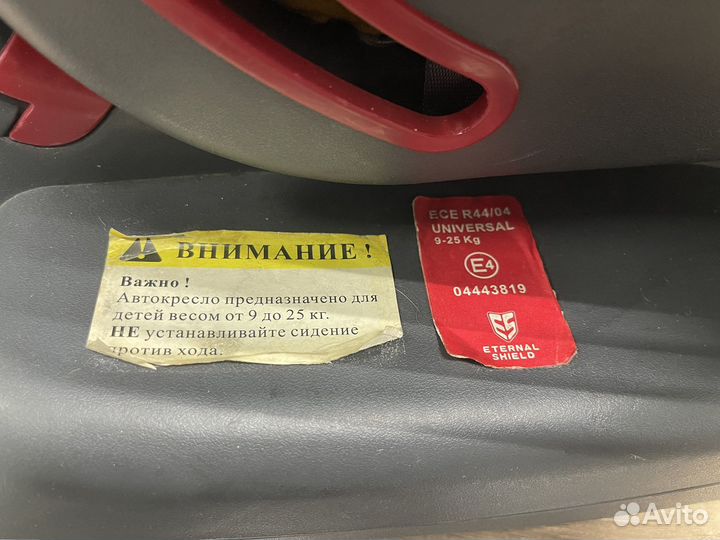 ВНИМАНИЕ!
Важно!
Автокресло предназначено для
детей весом от 9 до 25 кг.
НЕ устанавливайте сидение
против хода.
ECE R44/04
UNIVERSAL
9-25 Kg
E4
04443819
ES
ETERNAL
SHIELD
Avito